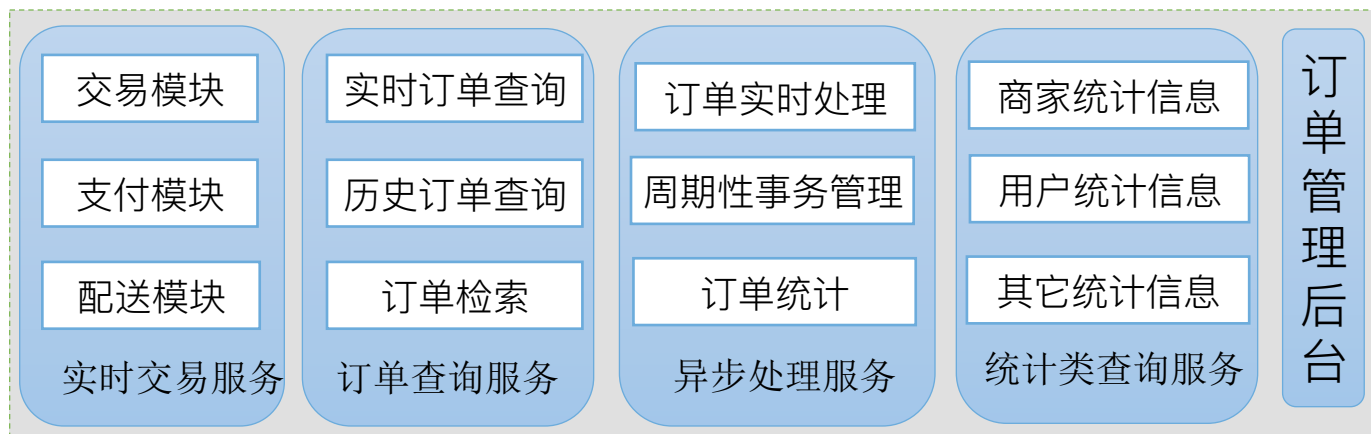 交易模块
支付模块
配送模块
实时交易服务
实时订单查询
历史订单查询
订单检索
订单查询服务
订单实时处理
周期性事务管理
订单统计
异步处理服务
商家统计信息
用户统计信息
其它统计信息
统计类查询服务
订单管理后台